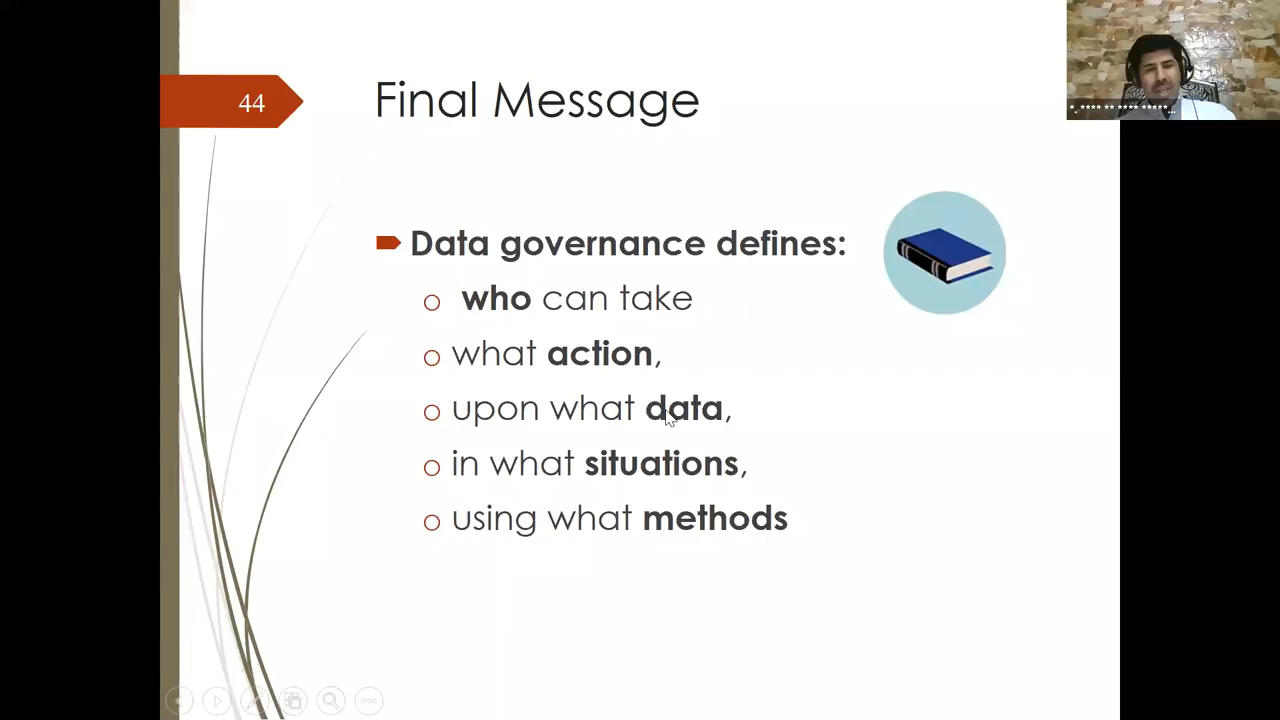 44
Final Message
Data governance defines:
who can take
what action,
upon what data,
in what situations,
using what methods